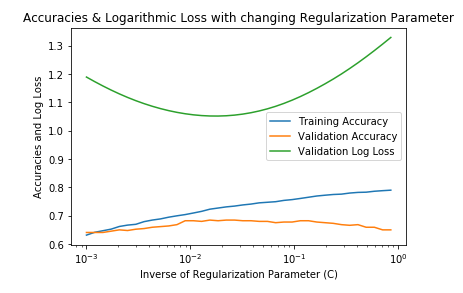 Accuracies & Logarithmic Loss with changing Regularization Parameter
Accuracies and Log Loss
1.3
1.2
1.1
1.0
0.9
0.8
0.7
0.6
Training Accuracy
Validation Accuracy
Validation Log Loss
10⁻³
10⁻²
10⁻¹
10⁰
Inverse of Regularization Parameter (C)